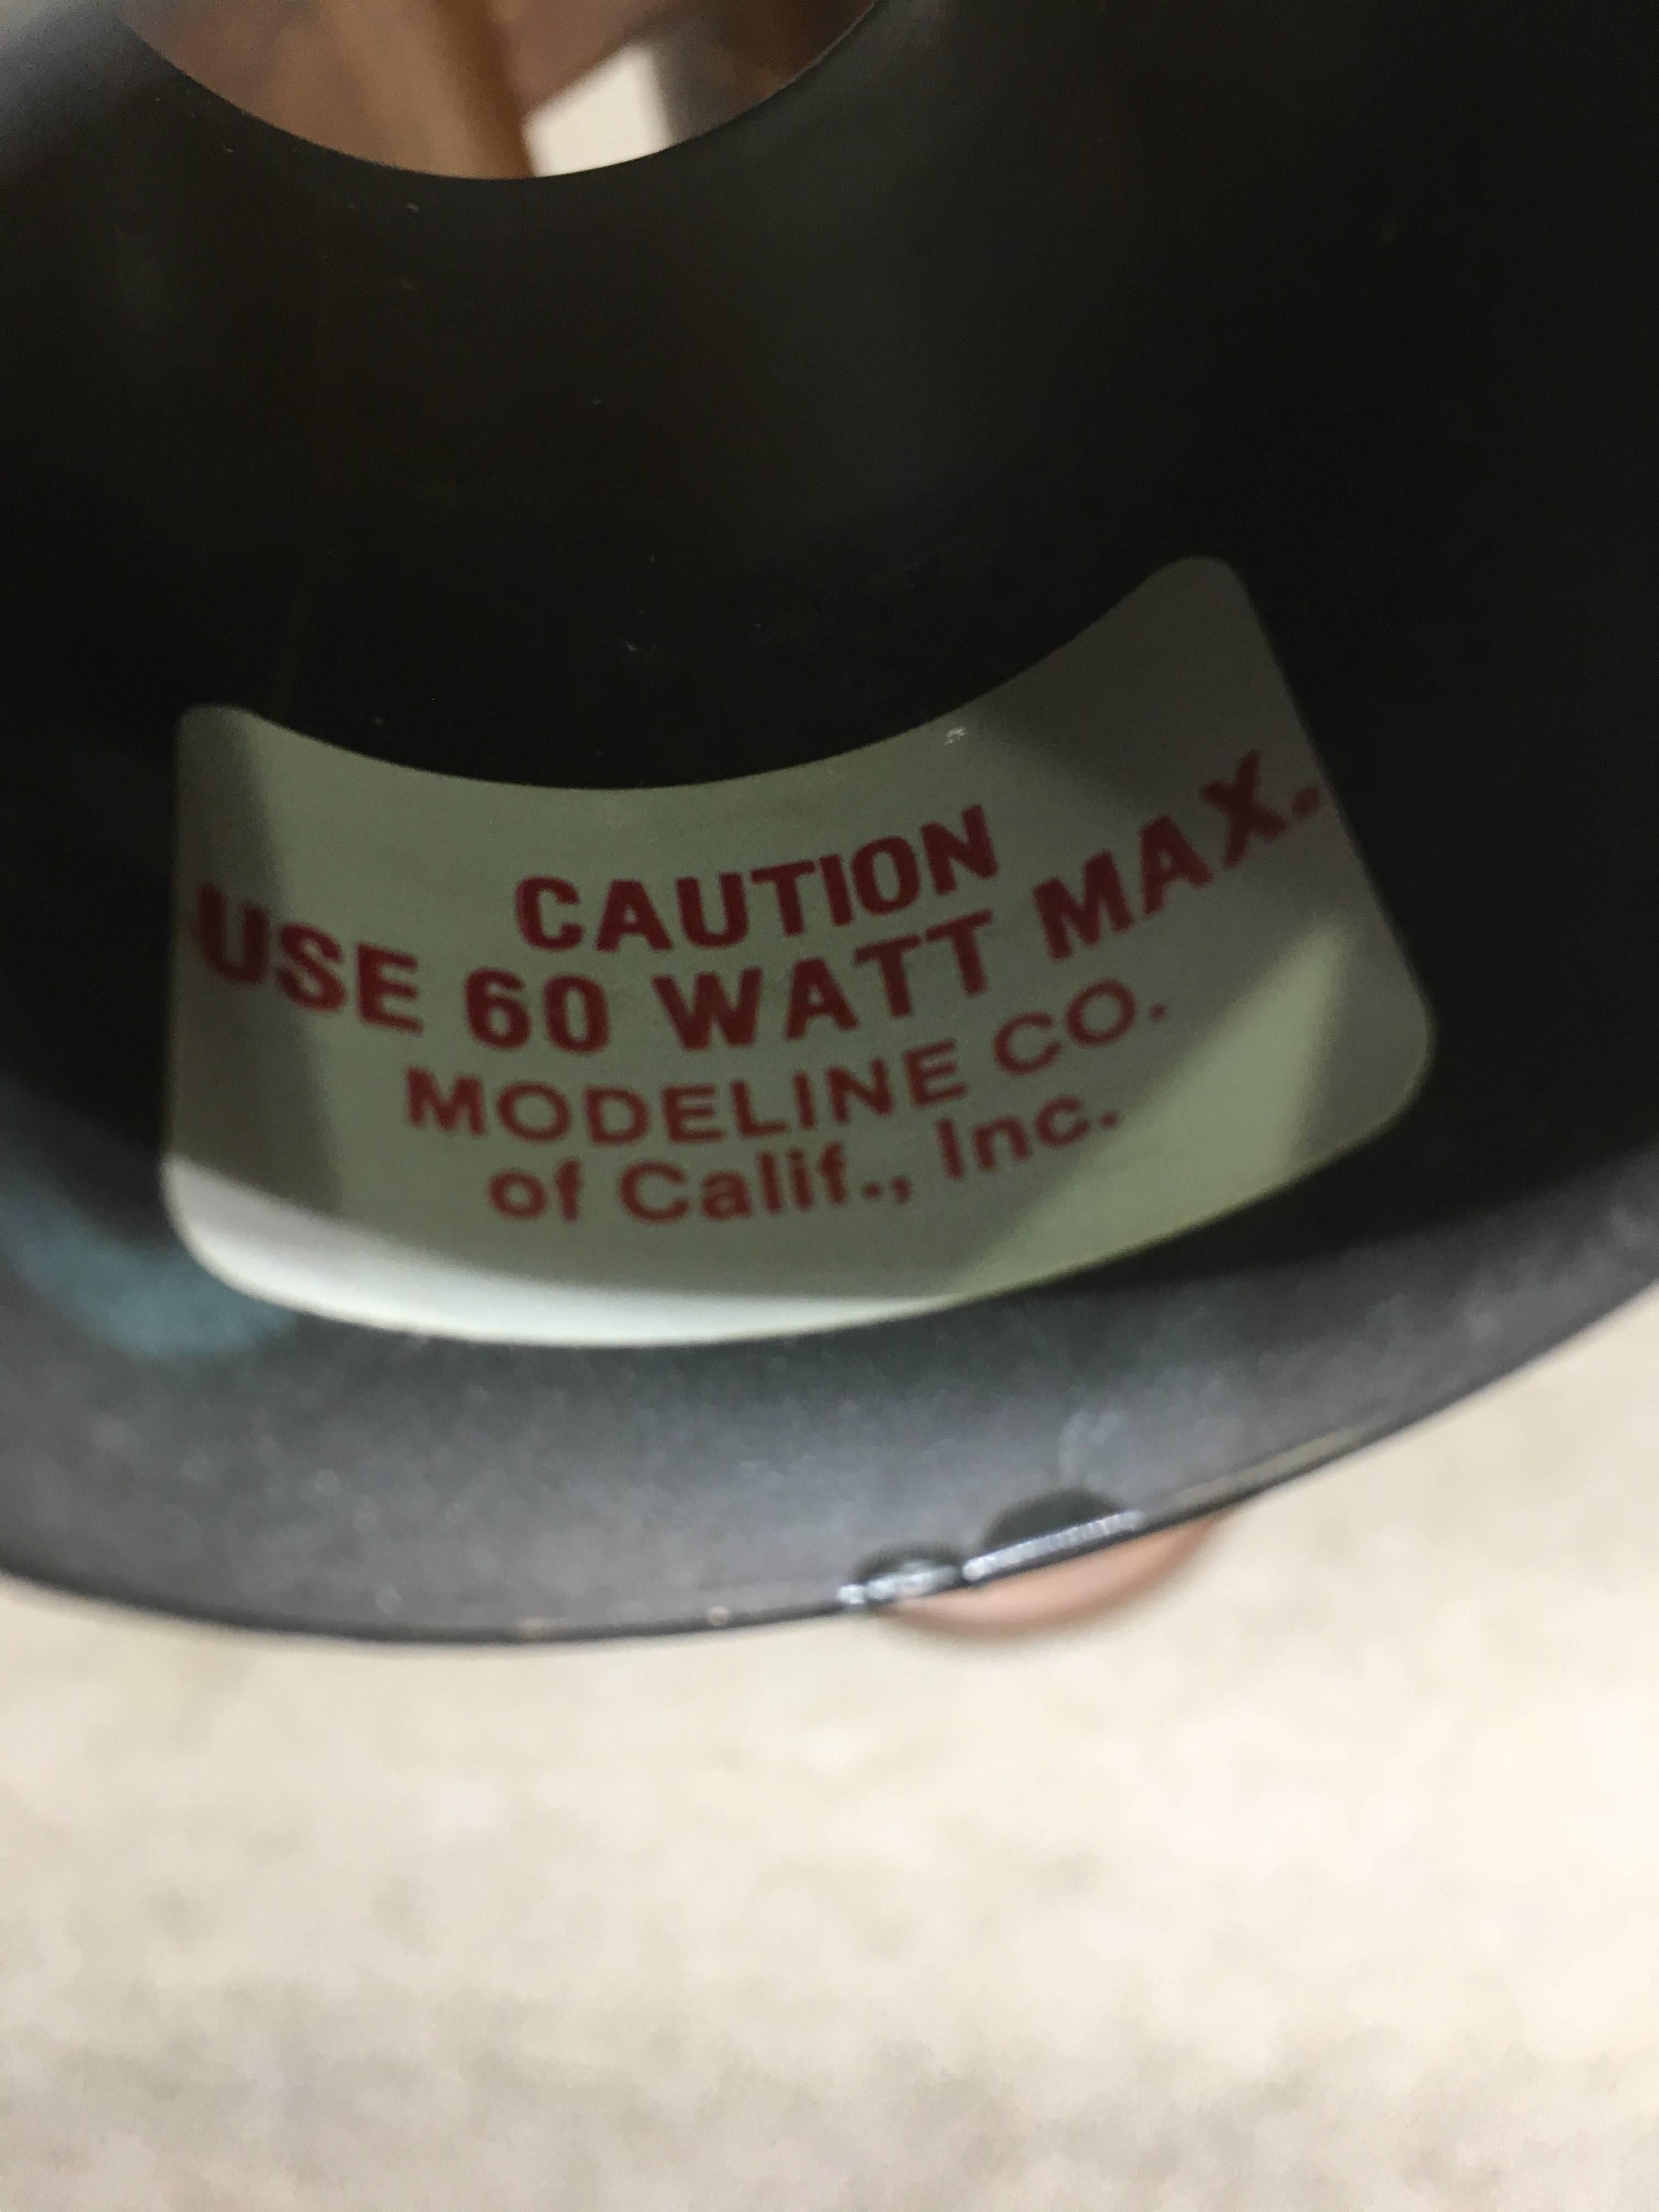 CAUTION
USE 60 WATT MAX.
MODELINE CO.
of Calif., Inc.